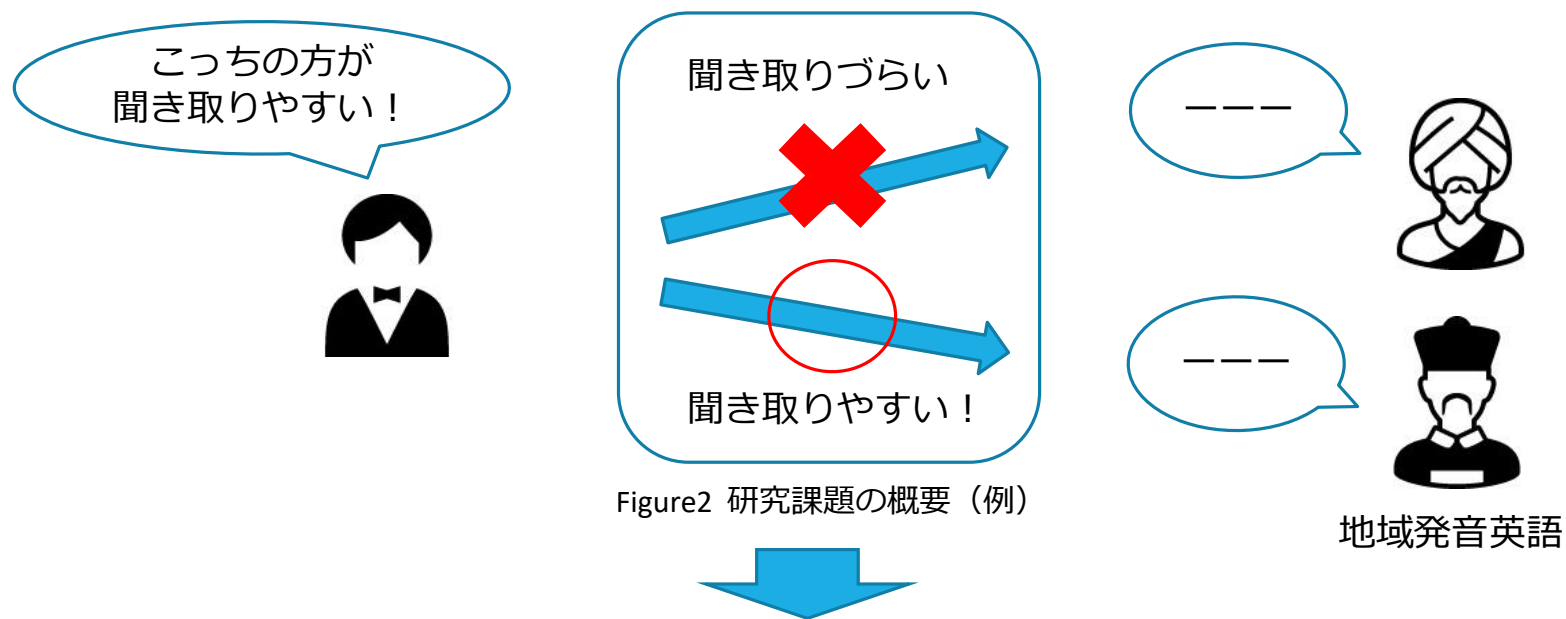 こっちの方が
聞き取りやすい！
聞き取りづらい
聞き取りやすい！
ーーー
ーーー
地域発音英語
Figure2 研究課題の概要（例）